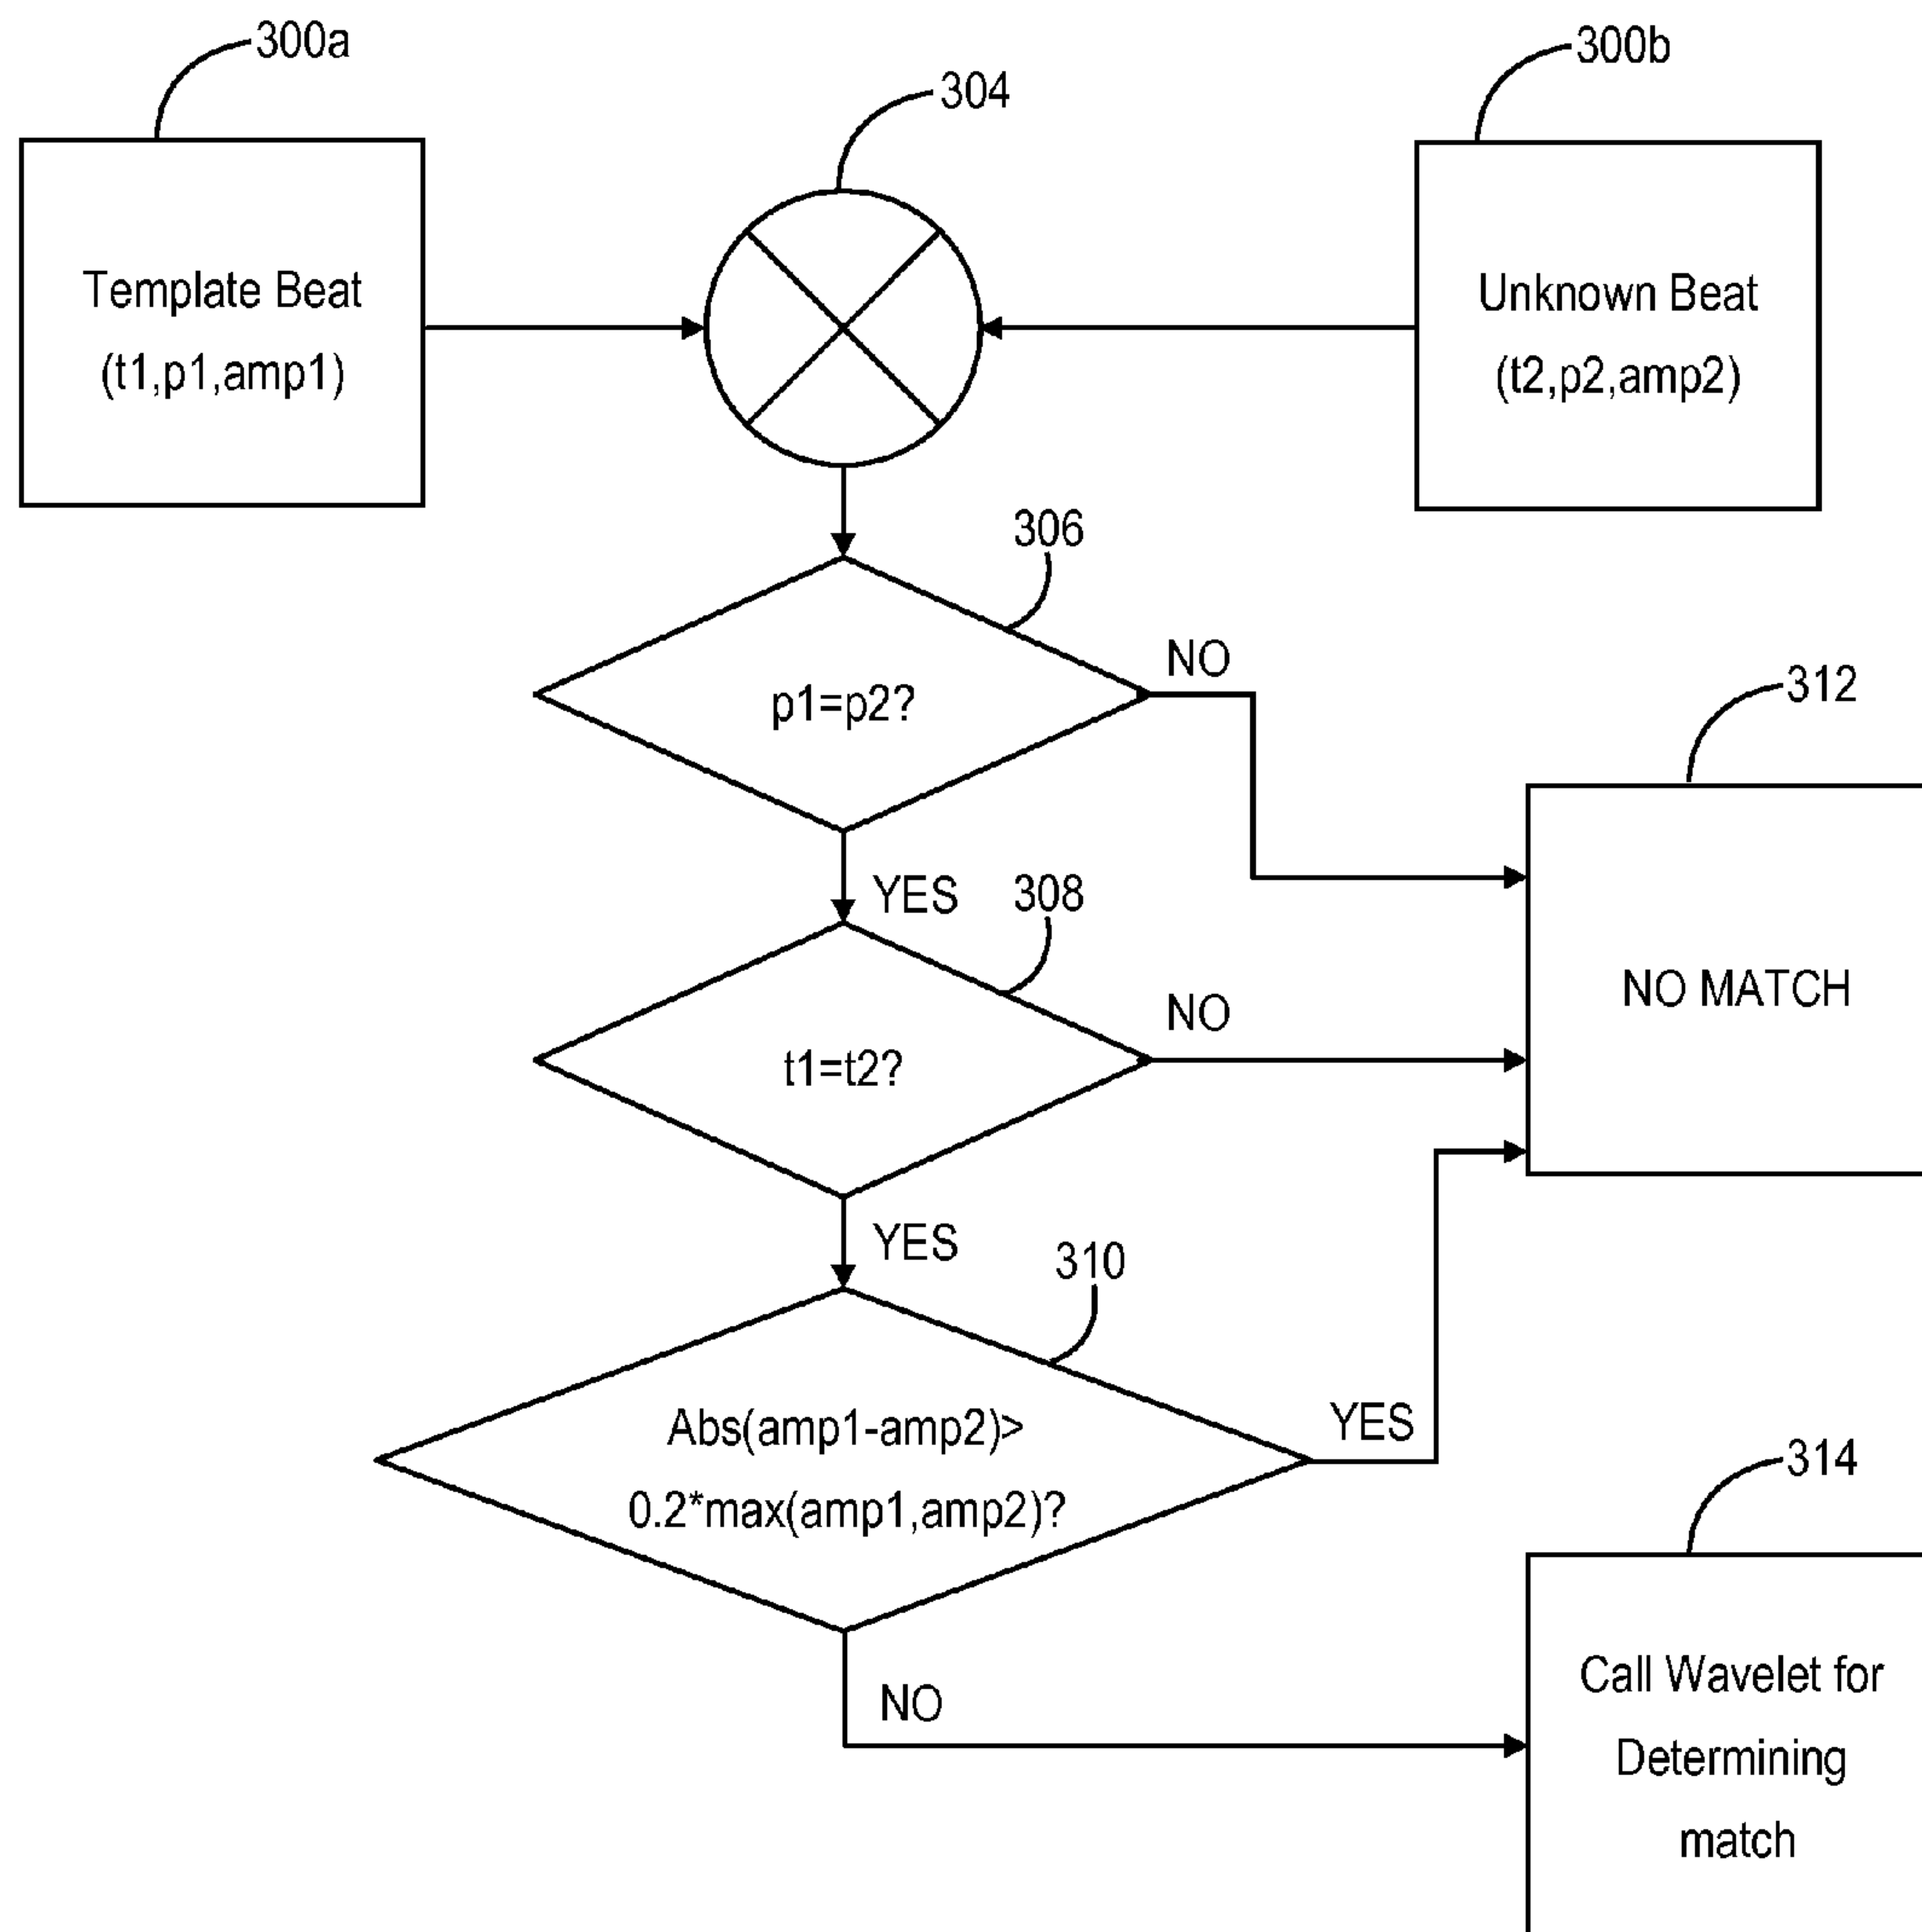 300a
300b
304
Template Beat
(t1,p1,amp1)
Unknown Beat
(t2,p2,amp2)
306
p1=p2?
NO
312
YES
308
NO MATCH
t1=t2?
NO
YES
310
Abs(amp1-amp2)>
0.2*max(amp1,amp2)?
YES
314
NO
Call Wavelet for
Determining
match